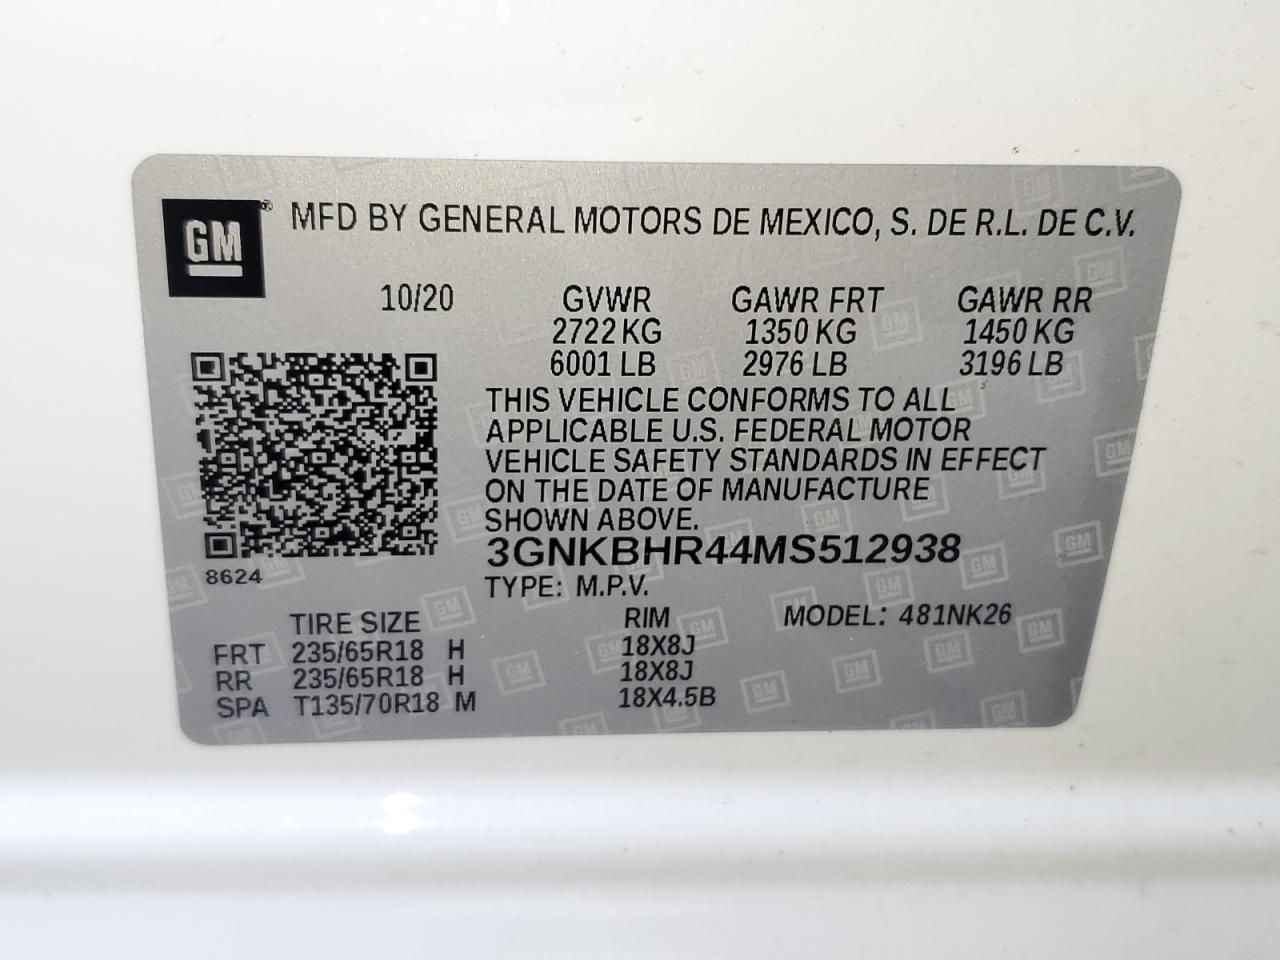 GM® MFD BY GENERAL MOTORS DE MEXICO, S. DE R.L. DE C.V.
10/20 GVWR GAWR FRT GAWR RR
2722 KG 1350 KG 1450 KG
6001 LB 2976 LB 3196 LB
THIS VEHICLE CONFORMS TO ALL
APPLICABLE U.S. FEDERAL MOTOR
VEHICLE SAFETY STANDARDS IN EFFECT
ON THE DATE OF MANUFACTURE
SHOWN ABOVE.
3GNKBHR44MS512938
8624
TYPE: M.P.V.
TIRE SIZE RIM MODEL: 481NK26
FRT 235/65R18 H 18X8J
RR 235/65R18 H 18X8J
SPA T135/70R18 M 18X4.5B